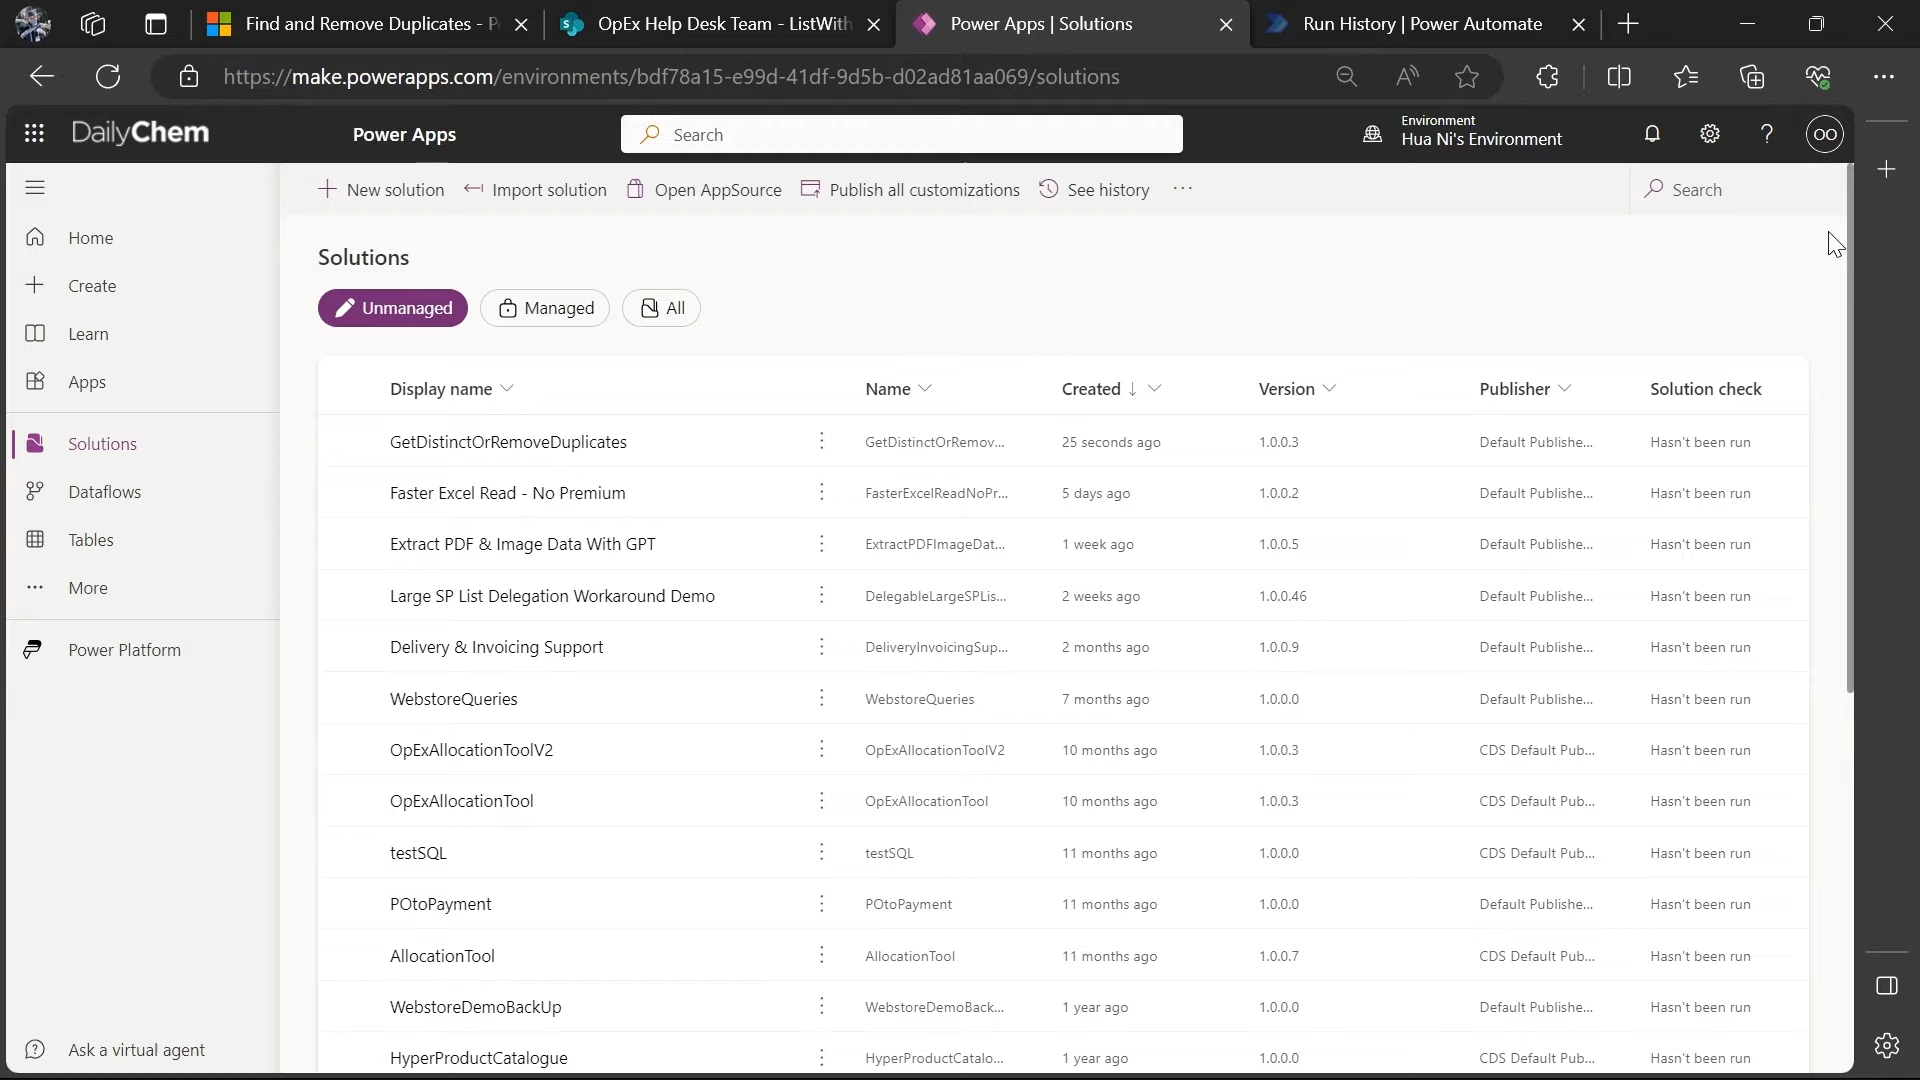 Find and Remove Duplicates - P
OpEx Help Desk Team - ListWith
Power Apps | Solutions
Run History | Power Automate
https://make.powerapps.com/environments/bdf78a15-e99d-41df-9d5b-d02ad81aa069/solutions
DailyChem
Power Apps
Search
Environment
Hua Ni's Environment
OO
New solution
Import solution
Open AppSource
Publish all customizations
See history
Search
Home
Create
Learn
Apps
Solutions
Dataflows
Tables
More
Power Platform
Ask a virtual agent
Solutions
Unmanaged
Managed
All
Display name Name Created Version Publisher Solution check
GetDistinctOrRemoveDuplicates GetDistinctOrRemov... 25 seconds ago 1.0.0.3 Default Publishe... Hasn't been run
Faster Excel Read - No Premium FasterExcelReadNoPr... 5 days ago 1.0.0.2 Default Publishe... Hasn't been run
Extract PDF & Image Data With GPT ExtractPDFImageDat... 1 week ago 1.0.0.5 Default Publishe... Hasn't been run
Large SP List Delegation Workaround Demo DelegableLargeSPLis... 2 weeks ago 1.0.0.46 Default Publishe... Hasn't been run
Delivery & Invoicing Support DeliveryInvoicingSup... 2 months ago 1.0.0.9 Default Publishe... Hasn't been run
WebstoreQueries WebstoreQueries 7 months ago 1.0.0.0 Default Publishe... Hasn't been run
OpExAllocationToolV2 OpExAllocationToolV2 10 months ago 1.0.0.3 CDS Default Pub... Hasn't been run
OpExAllocationTool OpExAllocationTool 10 months ago 1.0.0.3 CDS Default Pub... Hasn't been run
testSQL testSQL 11 months ago 1.0.0.0 CDS Default Pub... Hasn't been run
POtoPayment POtoPayment 11 months ago 1.0.0.0 Default Publishe... Hasn't been run
AllocationTool AllocationTool 11 months ago 1.0.0.7 CDS Default Pub... Hasn't been run
WebstoreDemoBackUp WebstoreDemoBack... 1 year ago 1.0.0.0 Default Publishe... Hasn't been run
HyperProductCatalogue HyperProductCatalo... 1 year ago 1.0.0.0 CDS Default Pub... Hasn't been run